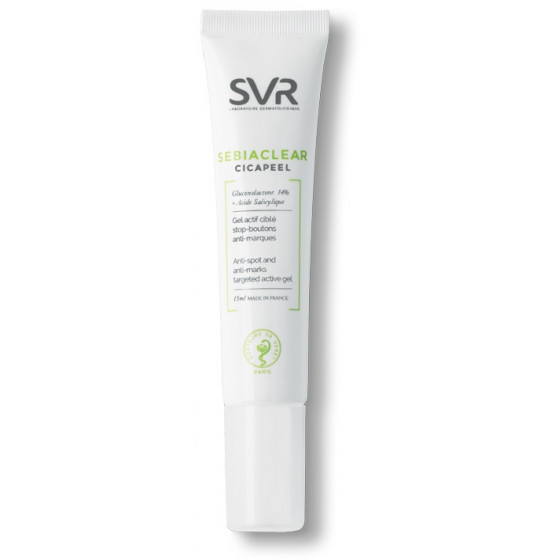 SVR
LABORATOIRE DERMATOLOGIQUE
SEBIACLEAR
CICAPEEL
Gluconolactone 14%
+ Acide Salicylique
Gel actif ciblé
stop-boutons
anti-marques
Anti-spot and
anti-marks
targeted active gel
15ml MADE IN FRANCE
PARIS